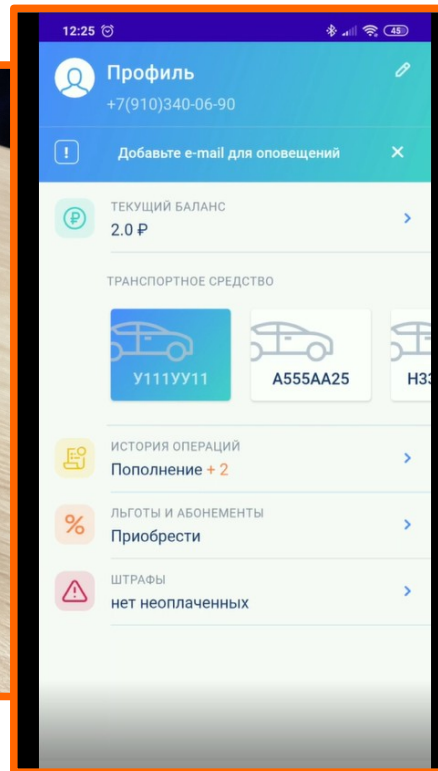 12:25
45
Профиль
+7(910)340-06-90
Добавьте e-mail для оповещений
ТЕКУЩИЙ БАЛАНС
2.0 ₽
ТРАНСПОРТНОЕ СРЕДСТВО
У111УУ11
А555АА25
Н33
ИСТОРИЯ ОПЕРАЦИЙ
Пополнение + 2
ЛЬГОТЫ И АБОНЕМЕНТЫ
Приобрести
ШТРАФЫ
нет неоплаченных